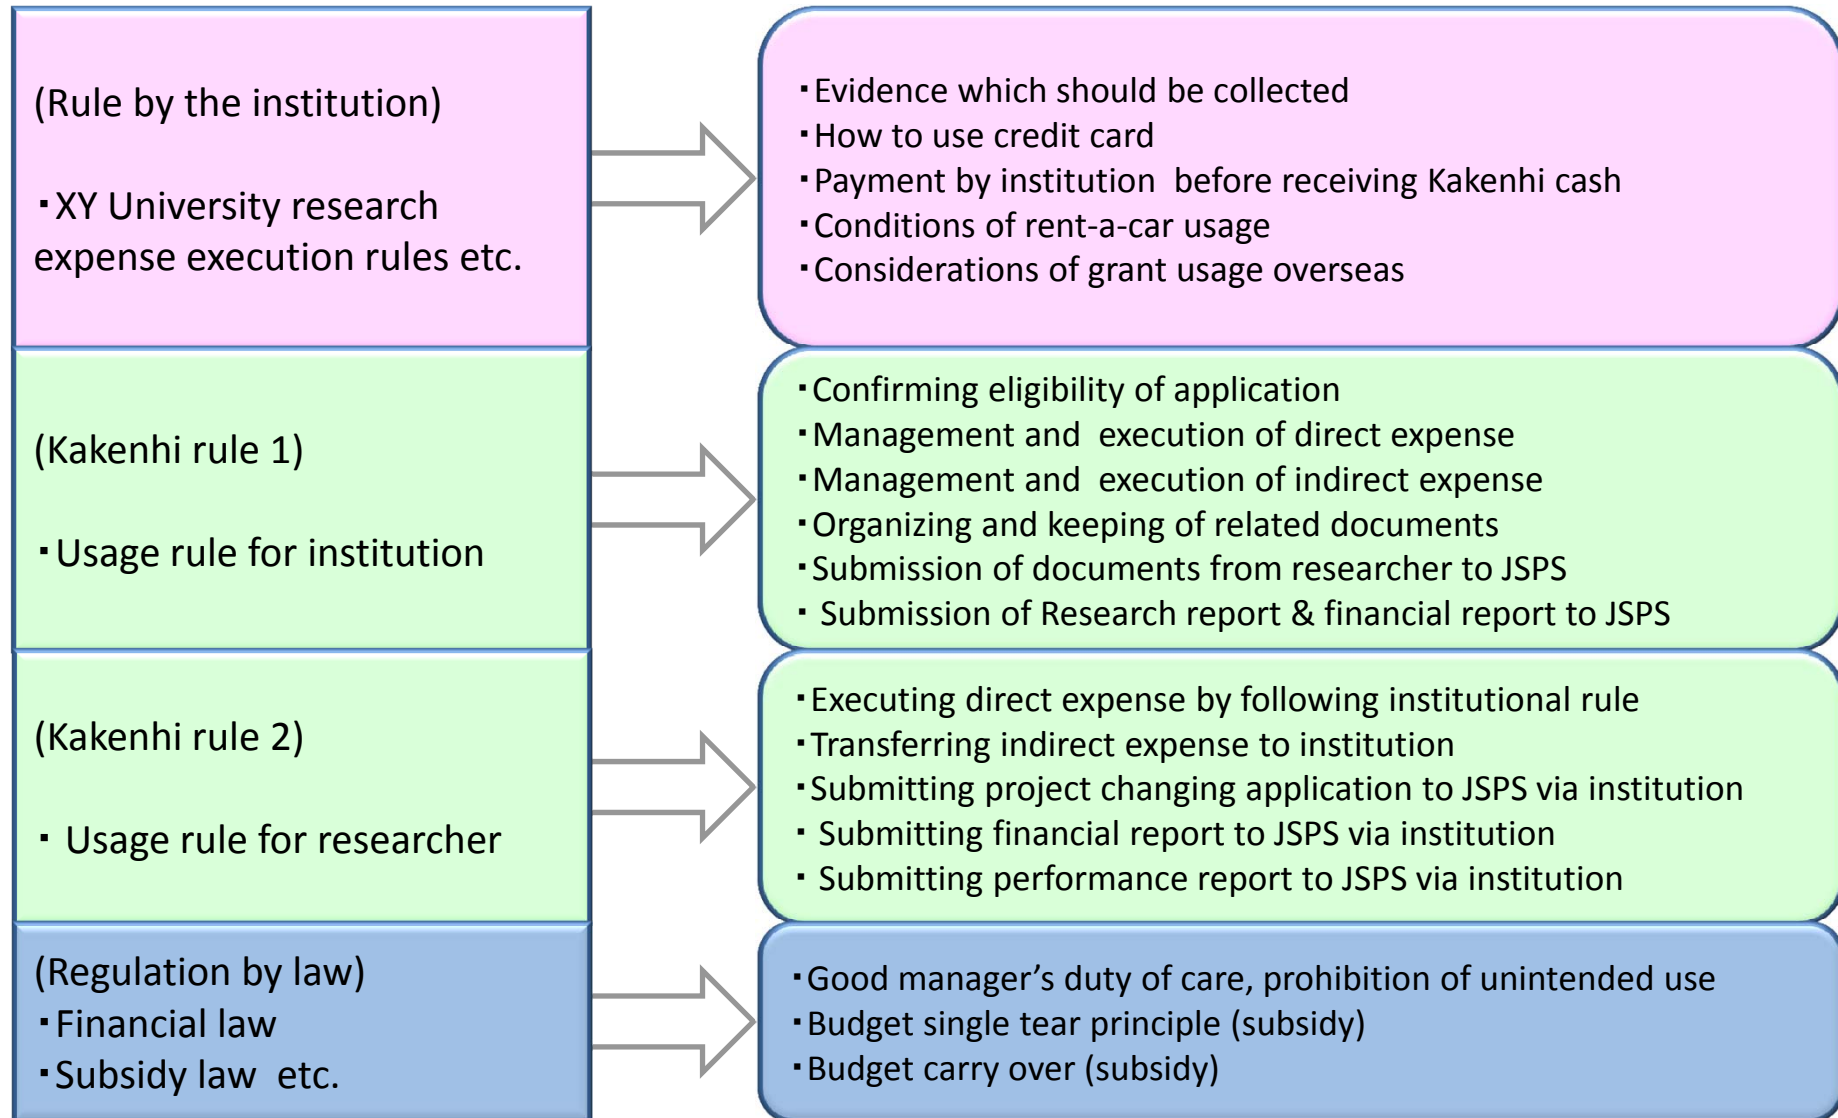 (Rule by the institution)
・XY University research
expense execution rules etc.
・Evidence which should be collected
・How to use credit card
・Payment by institution  before receiving Kakenhi cash
・Conditions of rent-a-car usage
・Considerations of grant usage overseas
(Kakenhi rule 1)
・Usage rule for institution
・Confirming eligibility of application
・Management and  execution of direct expense
・Management and  execution of indirect expense
・Organizing and keeping of related documents
・Submission of documents from researcher to JSPS
・ Submission of Research report & financial report to JSPS
(Kakenhi rule 2)
・ Usage rule for researcher
・Executing direct expense by following institutional rule
・Transferring indirect expense to institution
・Submitting project changing application to JSPS via institution
・ Submitting financial report to JSPS via institution
・ Submitting performance report to JSPS via institution
(Regulation by law)
・Financial law
・Subsidy law  etc.
・Good manager’s duty of care, prohibition of unintended use
・Budget single tear principle (subsidy)
・Budget carry over (subsidy)